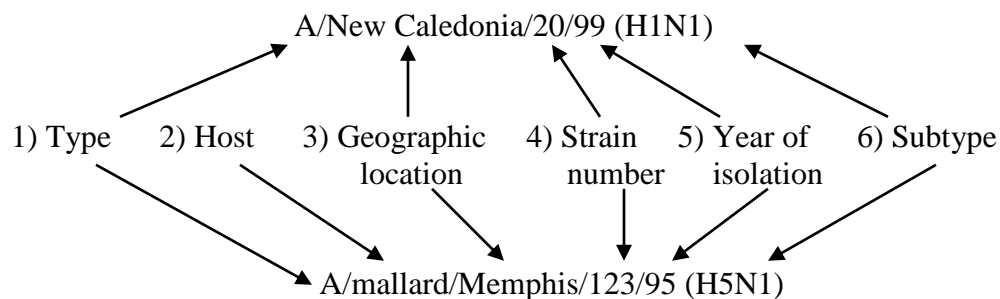 A/New Caledonia/20/99 (H1N1)
1) Type 2) Host 3) Geographic 4) Strain 5) Year of 6) Subtype
location number isolation
A/mallard/Memphis/123/95 (H5N1)